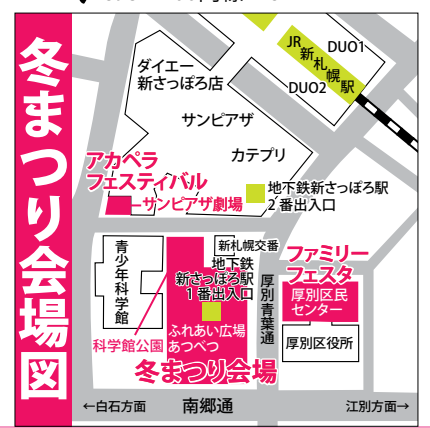 冬まつり会場図
JR新札幌駅
DUO1
DUO2
ダイエー
新さっぽろ店
サンピアザ
カテプリ
アカペラ
フェスティバル
サンピアザ劇場
地下鉄新さっぽろ駅
2番出入口
青少年科学館
新札幌交番
地下鉄
新さっぽろ駅
1番出入口
ふれあい広場
あつべつ
科学館公園
冬まつり会場
厚別青葉通
ファミリー
フェスタ
厚別区民
センター
厚別区役所
←白石方面
南郷通
江別方面→